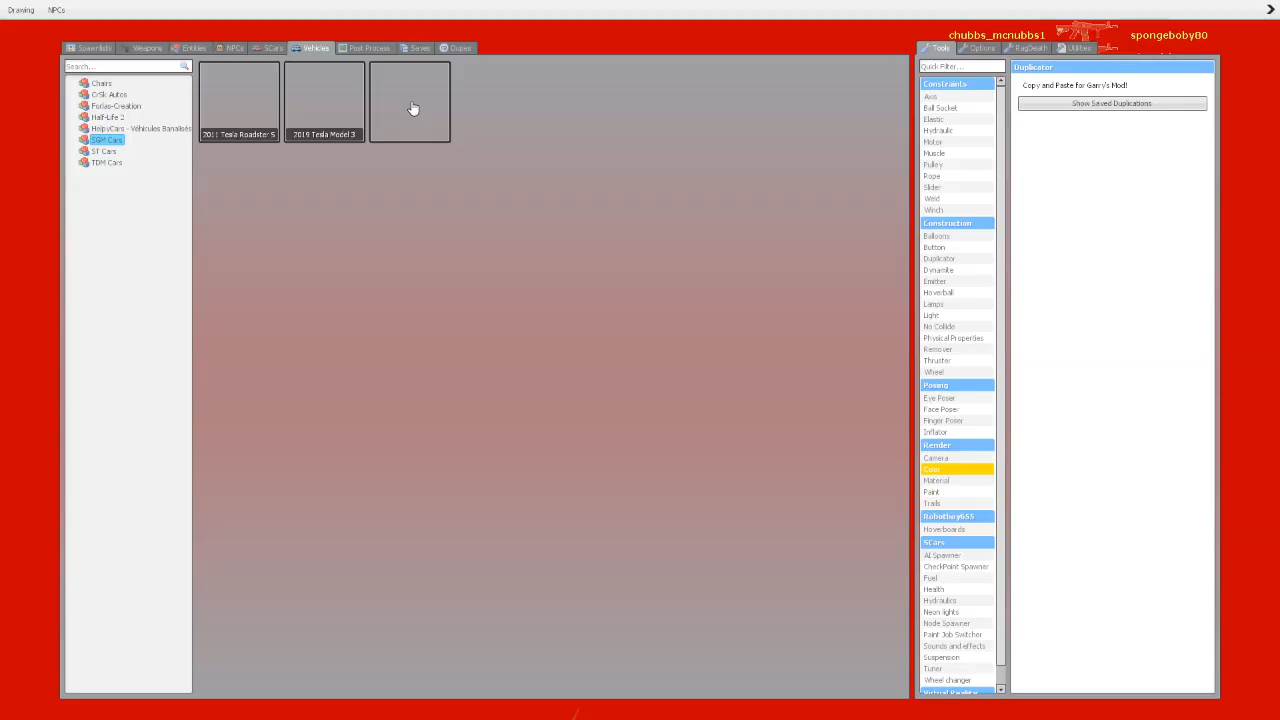 Drawing NPCs
chubbs_mcnubbs1 spongeboby80
Spawnlists Weapons Entities NPCs SCars Vehicles Post Process Saves Dupes
Tools Options RagDeath Utilities
Search...
Chairs
CrSk Autos
Forlas-Creation
Half-Life 2
HelpyCars - Véhicules Banalisés
SGM Cars
ST Cars
TDM Cars
2011 Tesla Roadster S
2019 Tesla Model 3
Quick Filter...
Constraints
Axis
Ball Socket
Elastic
Hydraulic
Motor
Muscle
Pulley
Rope
Slider
Weld
Winch
Construction
Balloons
Button
Duplicator
Dynamite
Emitter
Hoverball
Lamps
Light
No Collide
Physical Properties
Remover
Thruster
Wheel
Posing
Eye Poser
Face Poser
Finger Poser
Inflator
Render
Camera
Color
Material
Paint
Trails
Robotboy655
Hoverboards
SCars
AI Spawner
CheckPoint Spawner
Fuel
Health
Hydraulics
Neon lights
Node Spawner
Paint Job Switcher
Sounds and effects
Suspension
Tuner
Wheel changer
Virtual Reality
Duplicator
Copy and Paste for Garry's Mod!
Show Saved Duplications